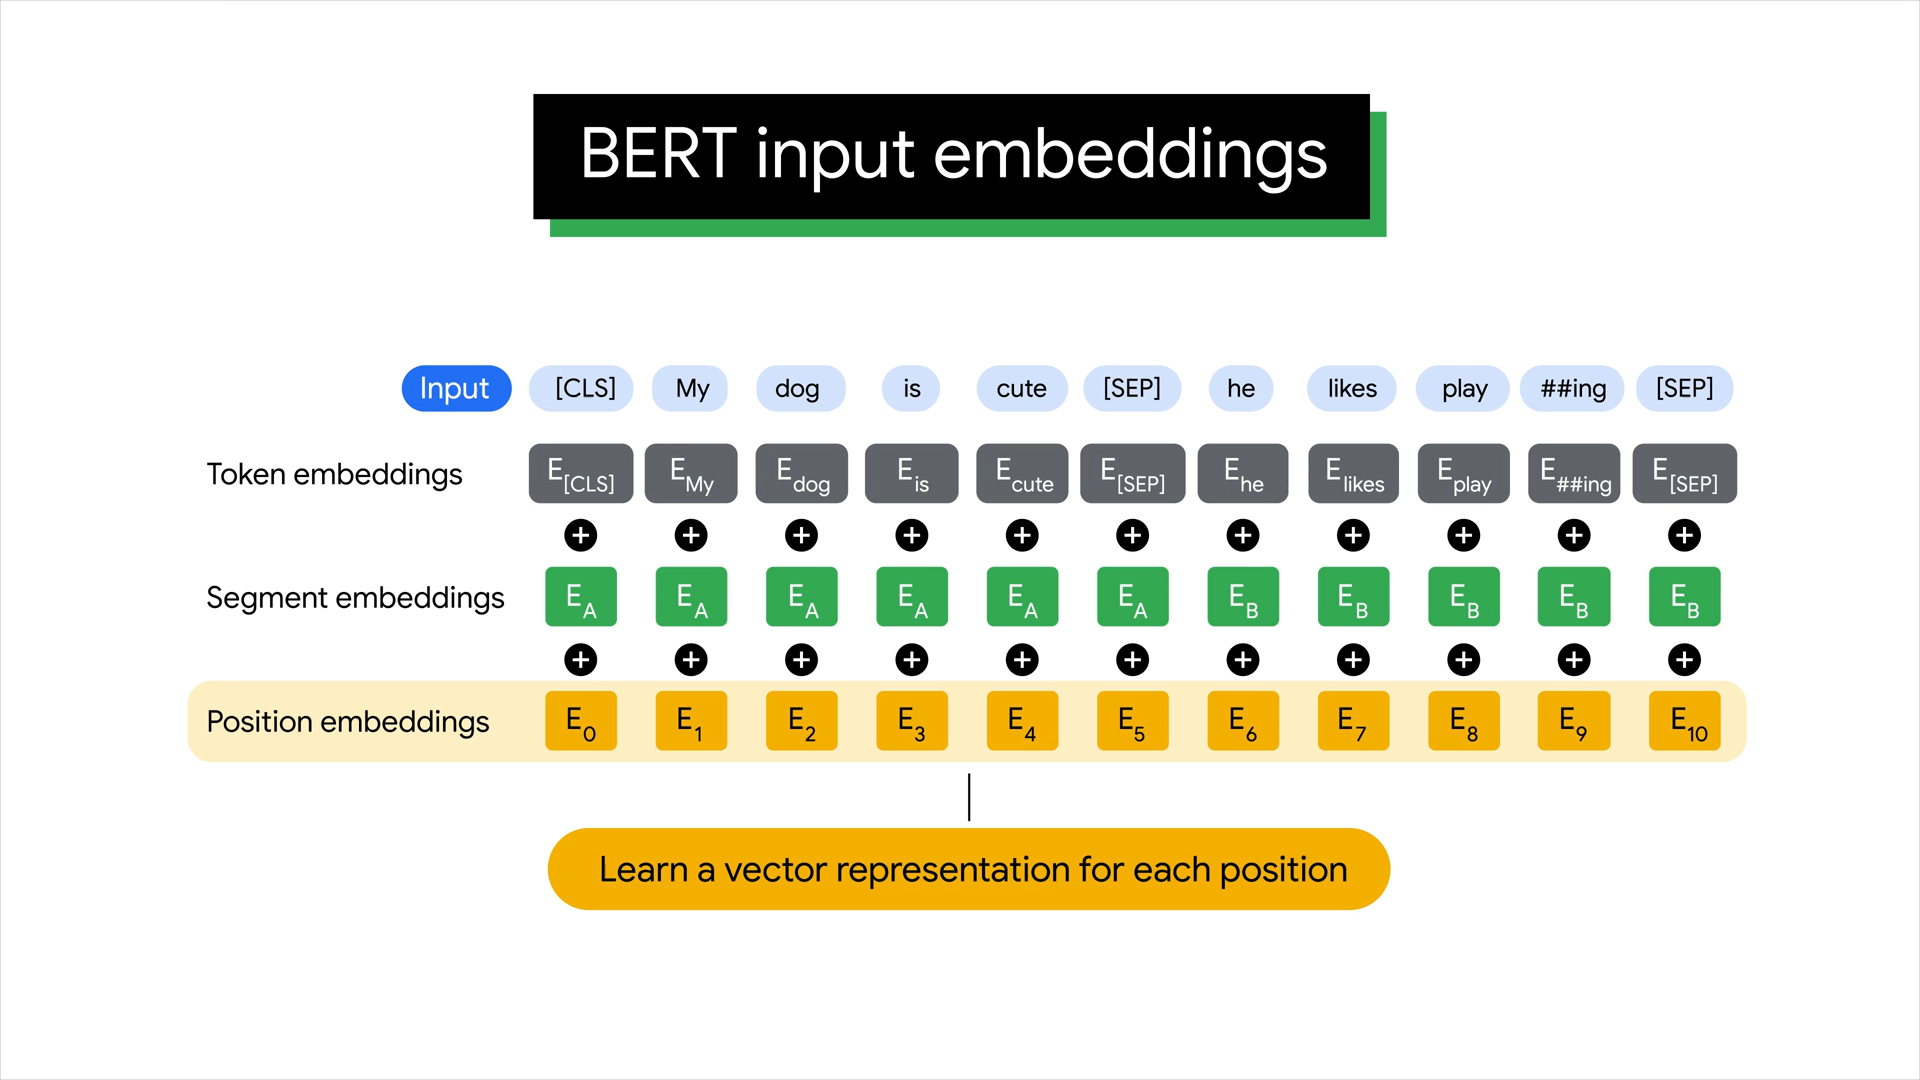 BERT input embeddings
Input [CLS] My dog is cute [SEP] he likes play ##ing [SEP]
Token embeddings E[CLS] EMy Edog Eis Ecute E[SEP] Ehe Elikes Eplay E##ing E[SEP]
+ + + + + + + + + + +
Segment embeddings EA EA EA EA EA EA EB EB EB EB EB
+ + + + + + + + + + +
Position embeddings E0 E1 E2 E3 E4 E5 E6 E7 E8 E9 E10
Learn a vector representation for each position